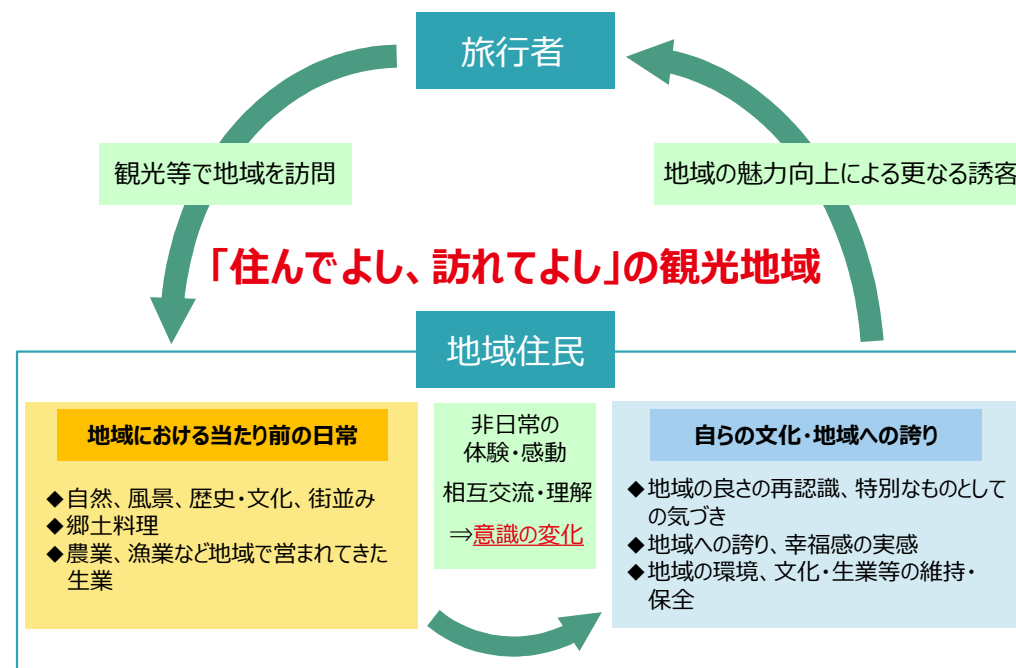 旅行者
観光等で地域を訪問
地域の魅力向上による更なる誘客
「住んでよし、訪れてよし」の観光地域
地域住民
地域における当たり前の日常
◆自然、風景、歴史・文化、街並み
◆郷土料理
◆農業、漁業など地域で営まれてきた
生業
非日常の
体験・感動
相互交流・理解
⇒意識の変化
自らの文化・地域への誇り
◆地域の良さの再認識、特別なものとして
の気づき
◆地域への誇り、幸福感の実感
◆地域の環境、文化・生業等の維持・
保全